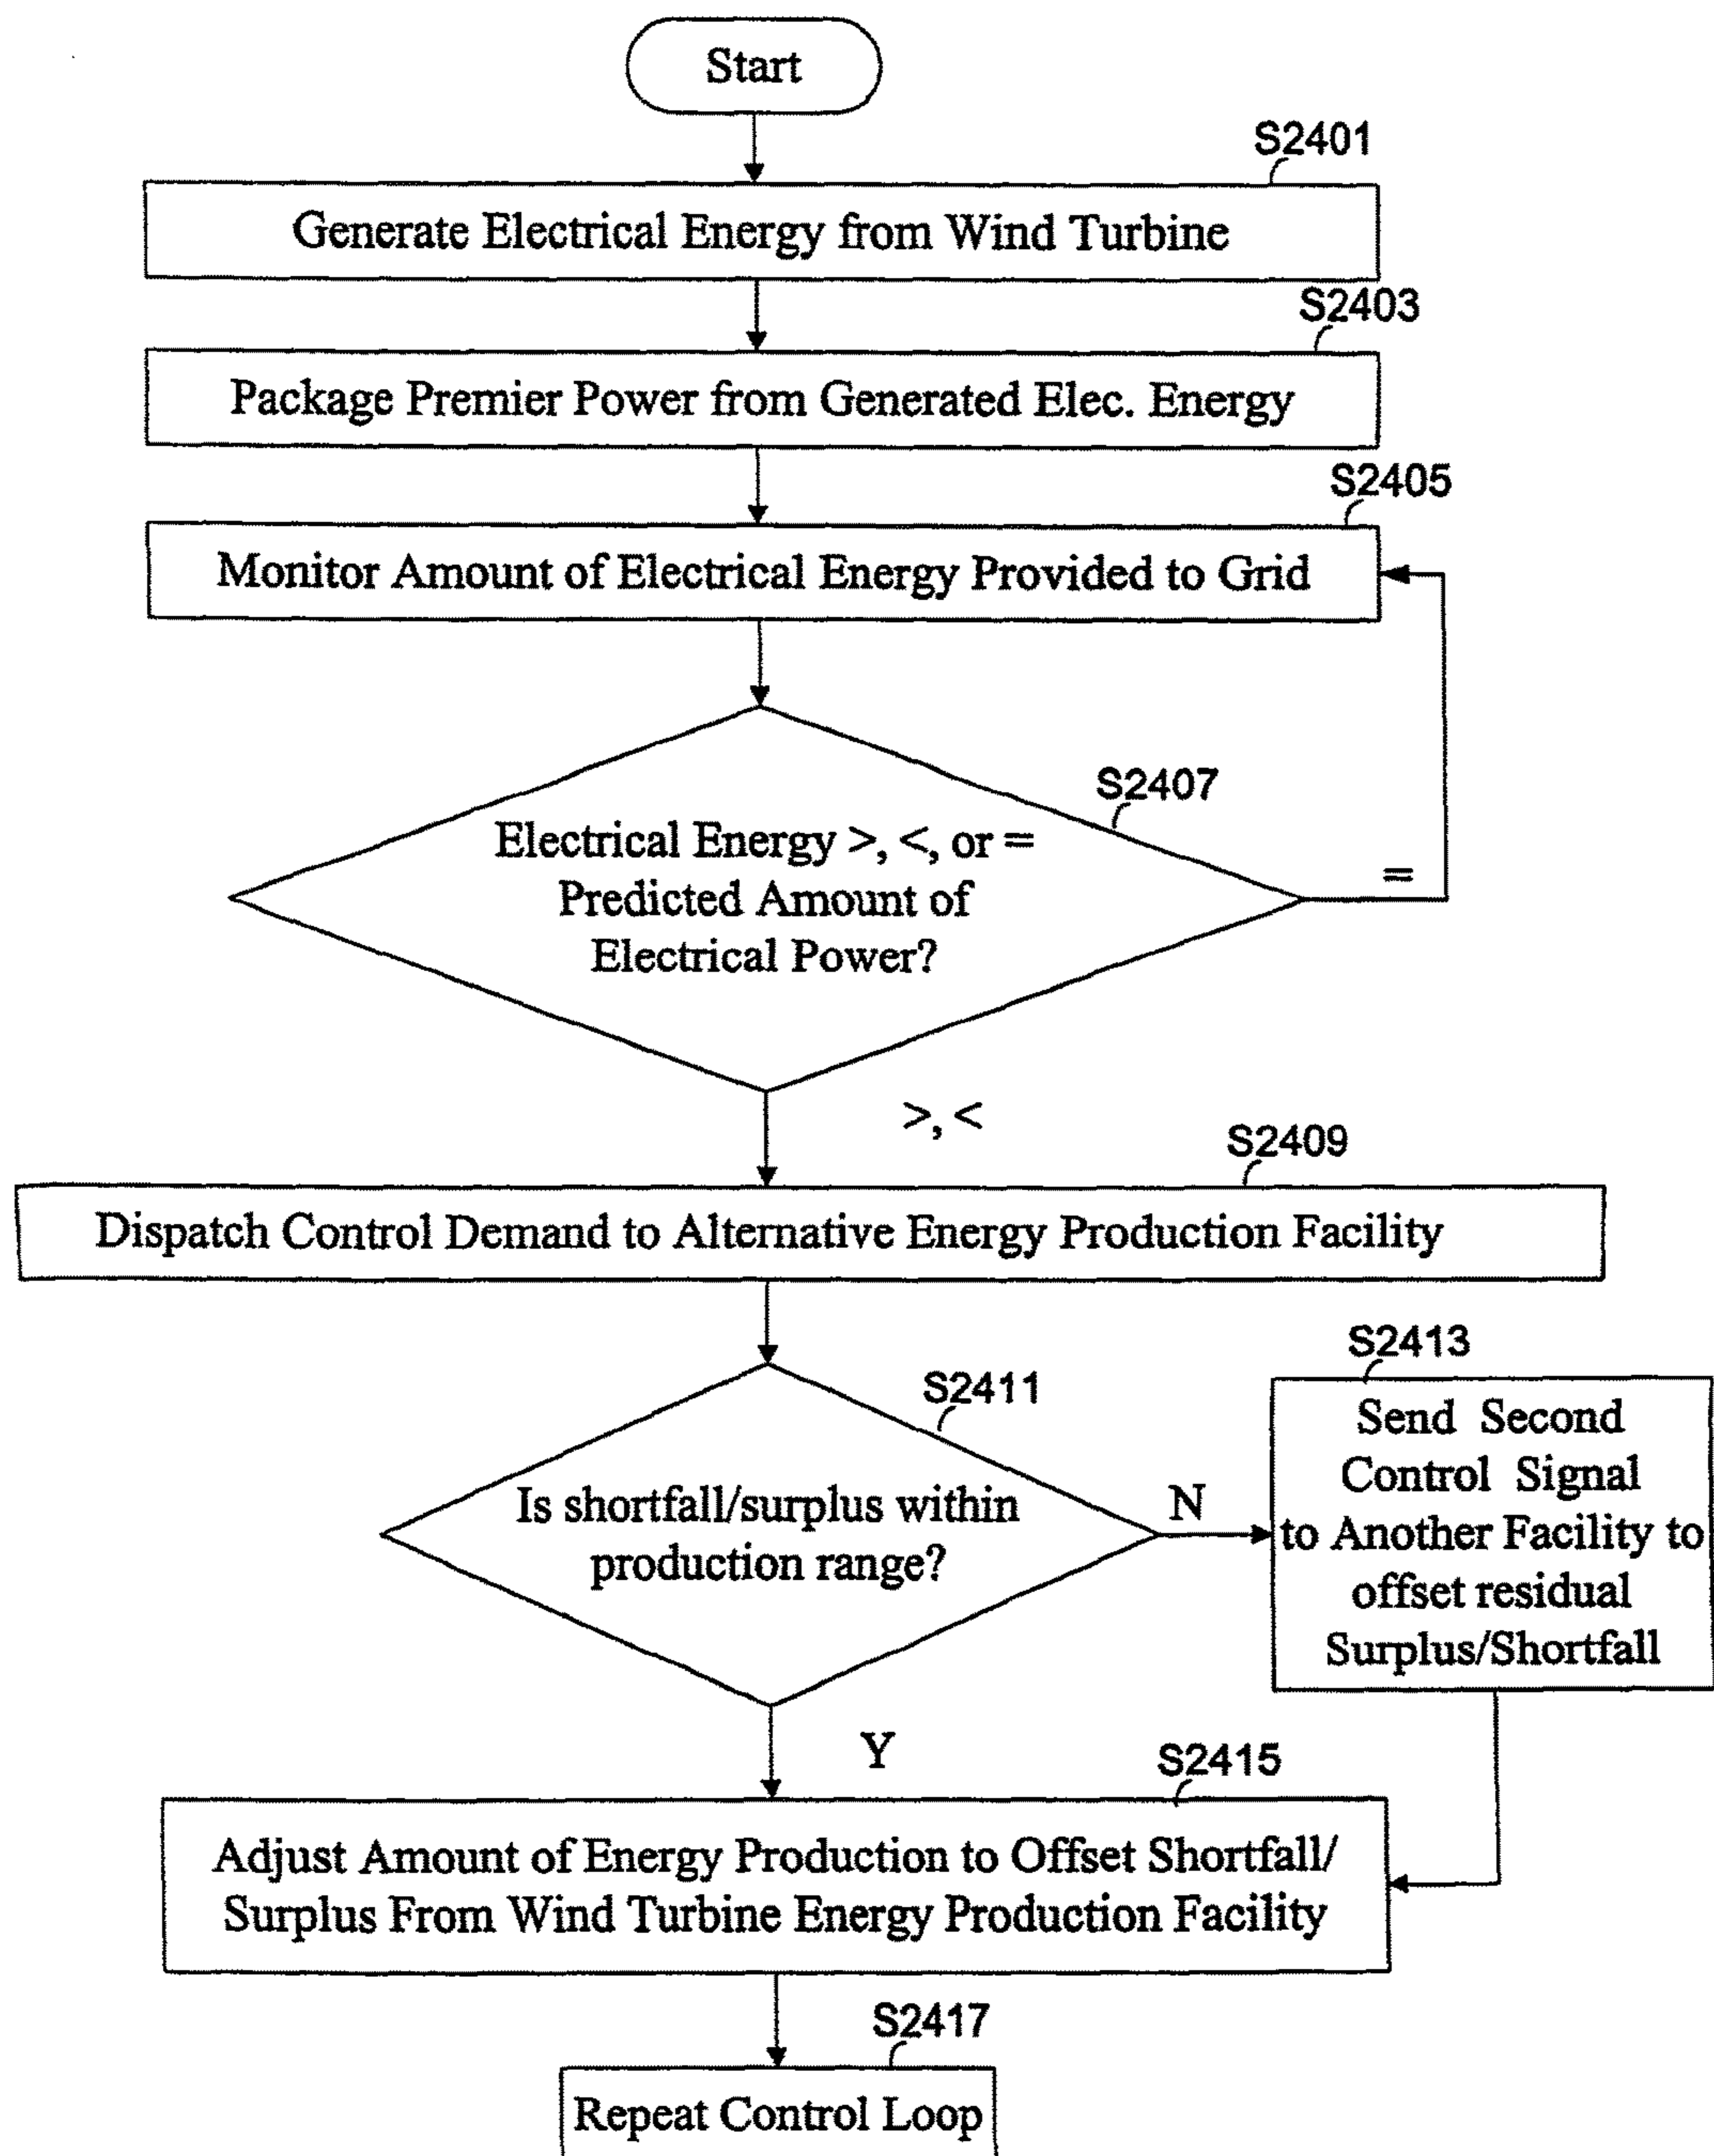 Start
S2401
Generate Electrical Energy from Wind Turbine
S2403
Package Premier Power from Generated Elec. Energy
S2405
Monitor Amount of Electrical Energy Provided to Grid
S2407
Electrical Energy >, <, or =
Predicted Amount of
Electrical Power?
=
>, <
S2409
Dispatch Control Demand to Alternative Energy Production Facility
S2411
Is shortfall/surplus within
production range?
N
S2413
Send Second
Control Signal
to Another Facility to
offset residual
Surplus/Shortfall
Y
S2415
Adjust Amount of Energy Production to Offset Shortfall/
Surplus From Wind Turbine Energy Production Facility
S2417
Repeat Control Loop